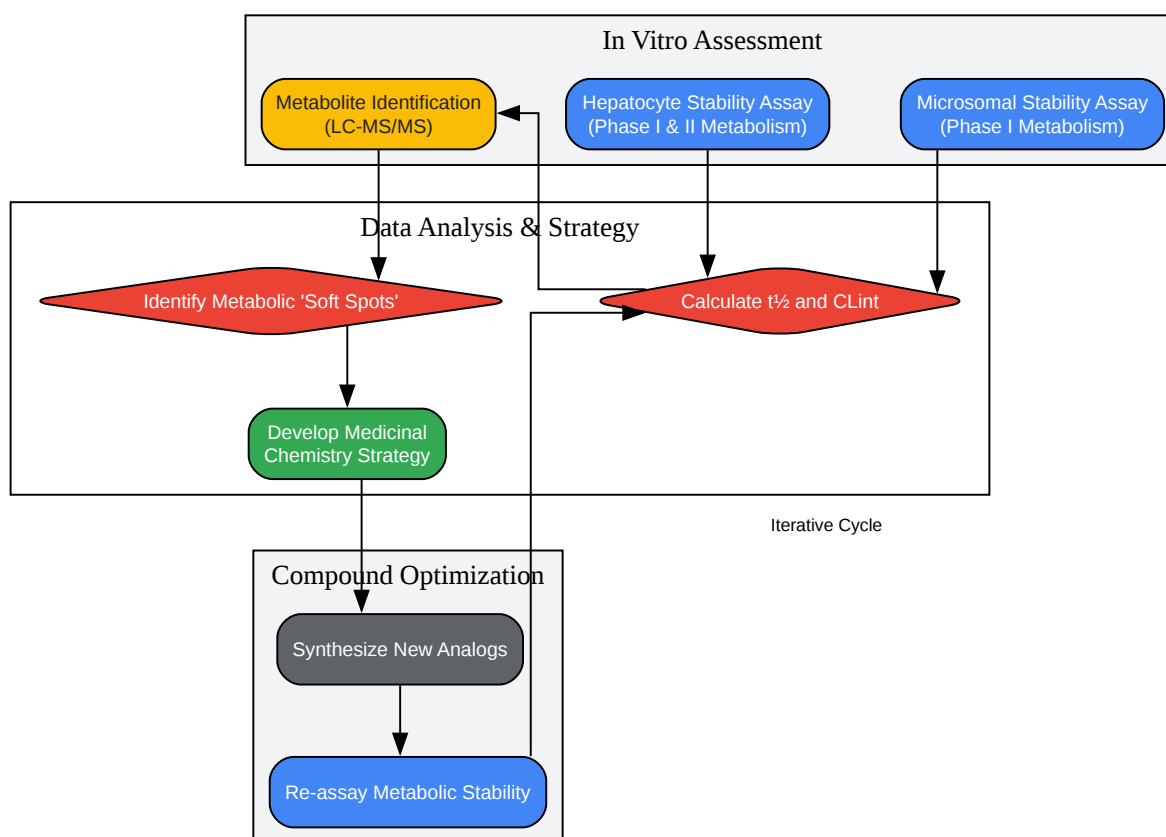 In Vitro Assessment
Metabolite Identification
(LC-MS/MS)
Hepatocyte Stability Assay
(Phase I & II Metabolism)
Microsomal Stability Assay
(Phase I Metabolism)
Data Analysis & Strategy
Identify Metabolic 'Soft Spots'
Calculate t½ and CLint
Develop Medicinal
Chemistry Strategy
Iterative Cycle
Compound Optimization
Synthesize New Analogs
Re-assay Metabolic Stability